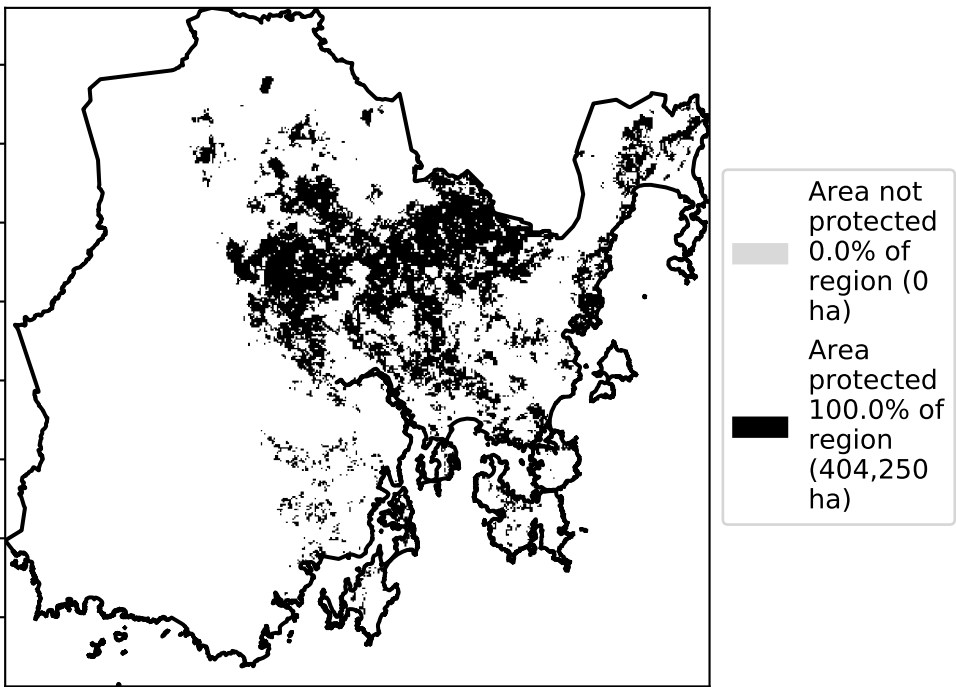 Area not
protected
0.0% of
region (0
ha)
Area
protected
100.0% of
region
(404,250
ha)